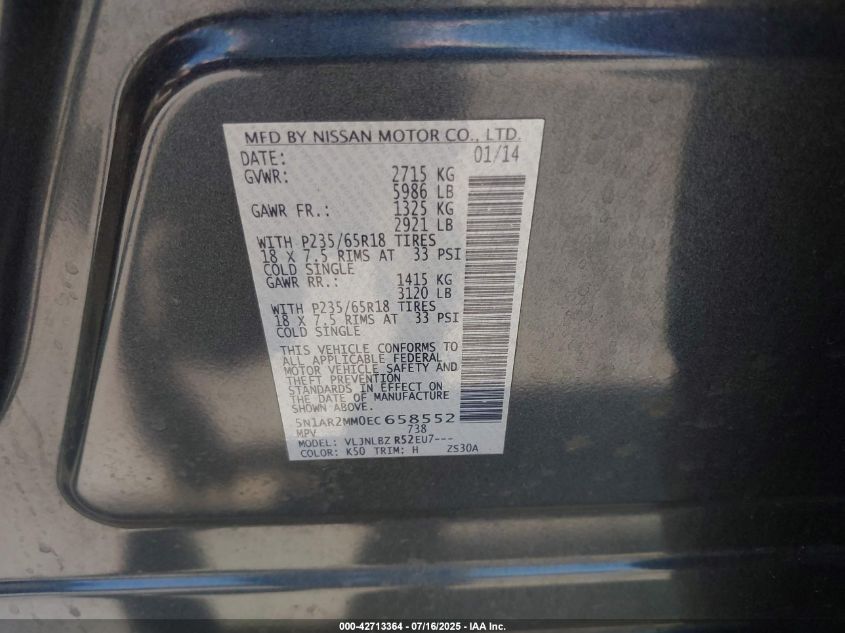 MFD BY NISSAN MOTOR CO., LTD.
DATE: 01/14
GVWR: 2715 KG
5986 LB
GAWR FR.: 1325 KG
2921 LB
WITH P235/65R18 TIRES
18 X 7.5 RIMS AT 33 PSI
COLD SINGLE
GAWR RR.: 1415 KG
3120 LB
WITH P235/65R18 TIRES
18 X 7.5 RIMS AT 33 PSI
COLD SINGLE
THIS VEHICLE CONFORMS TO
ALL APPLICABLE FEDERAL
MOTOR VEHICLE SAFETY AND
THEFT PREVENTION
STANDARDS IN EFFECT ON
THE DATE OF MANUFACTURE
SHOWN ABOVE.
5N1AR2MM0EC658552
MPV 738
MODEL: VLJNLBZ R52EU7---
COLOR: K50 TRIM: H ZS30A
000-42713364 - 07/16/2025 - IAA Inc.